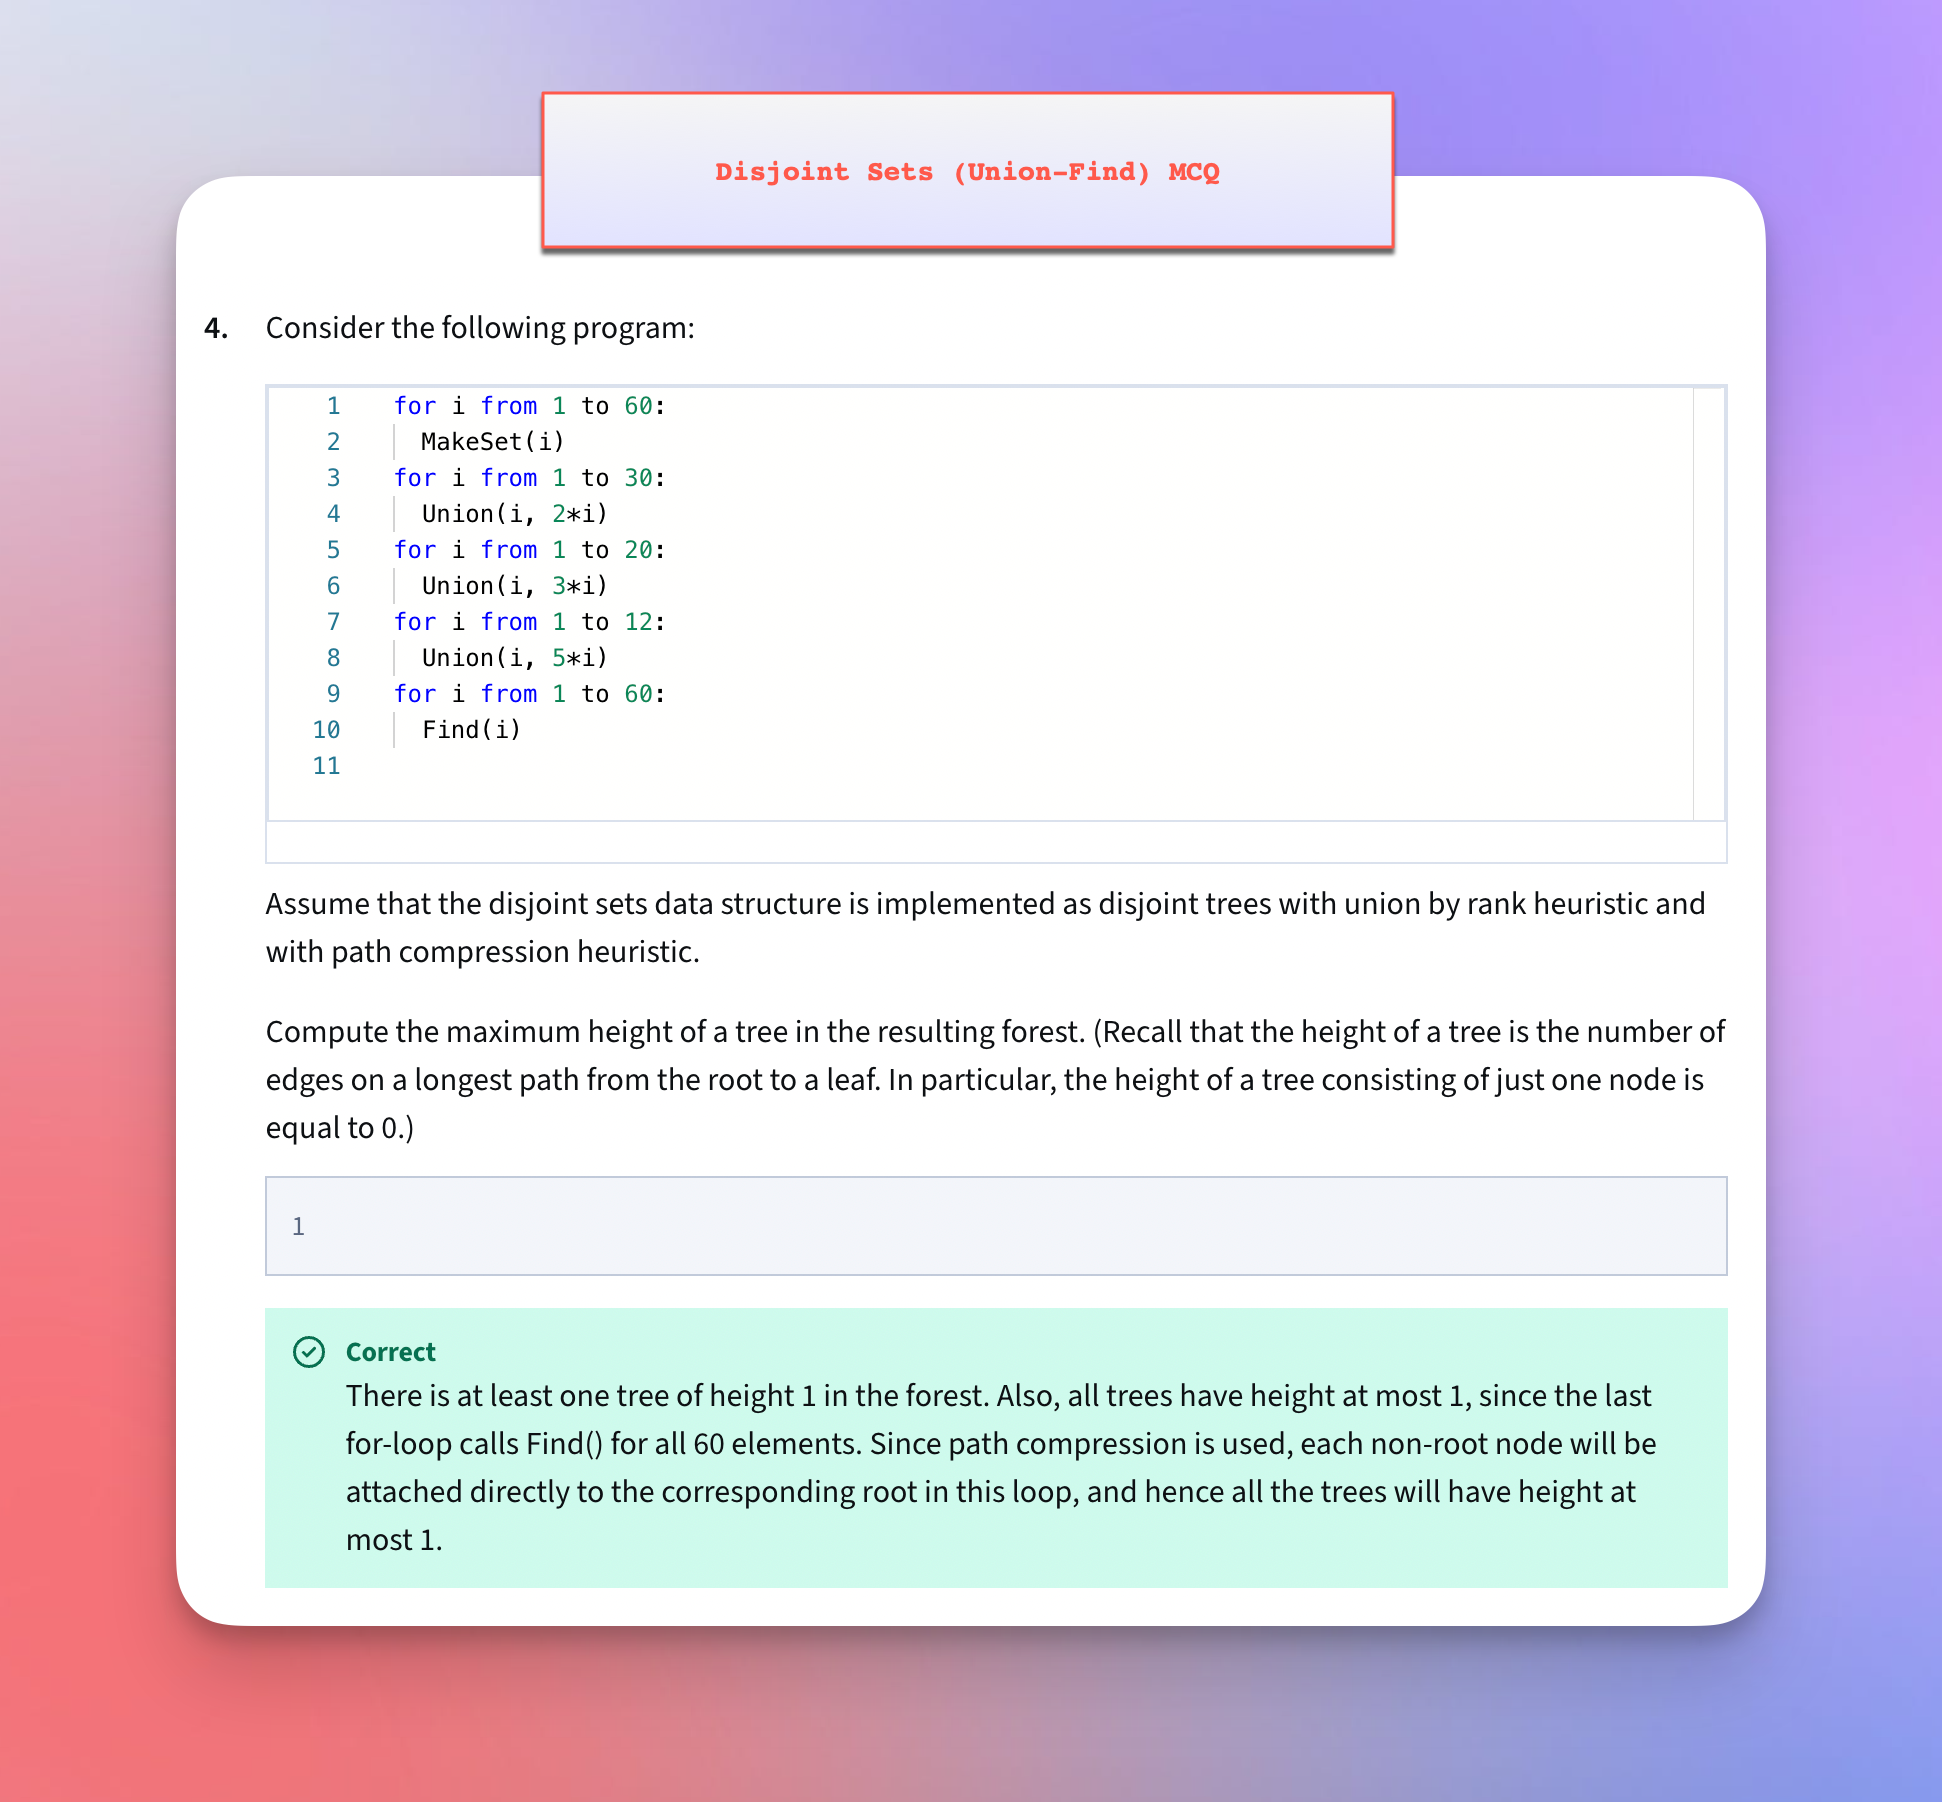 Disjoint Sets (Union-Find) MCQ
4. Consider the following program:
1 for i from 1 to 60:
2 MakeSet(i)
3 for i from 1 to 30:
4 Union(i, 2*i)
5 for i from 1 to 20:
6 Union(i, 3*i)
7 for i from 1 to 12:
8 Union(i, 5*i)
9 for i from 1 to 60:
10 Find(i)
11
Assume that the disjoint sets data structure is implemented as disjoint trees with union by rank heuristic and
with path compression heuristic.
Compute the maximum height of a tree in the resulting forest. (Recall that the height of a tree is the number of
edges on a longest path from the root to a leaf. In particular, the height of a tree consisting of just one node is
equal to 0.)
1
Correct
There is at least one tree of height 1 in the forest. Also, all trees have height at most 1, since the last
for-loop calls Find() for all 60 elements. Since path compression is used, each non-root node will be
attached directly to the corresponding root in this loop, and hence all the trees will have height at
most 1.